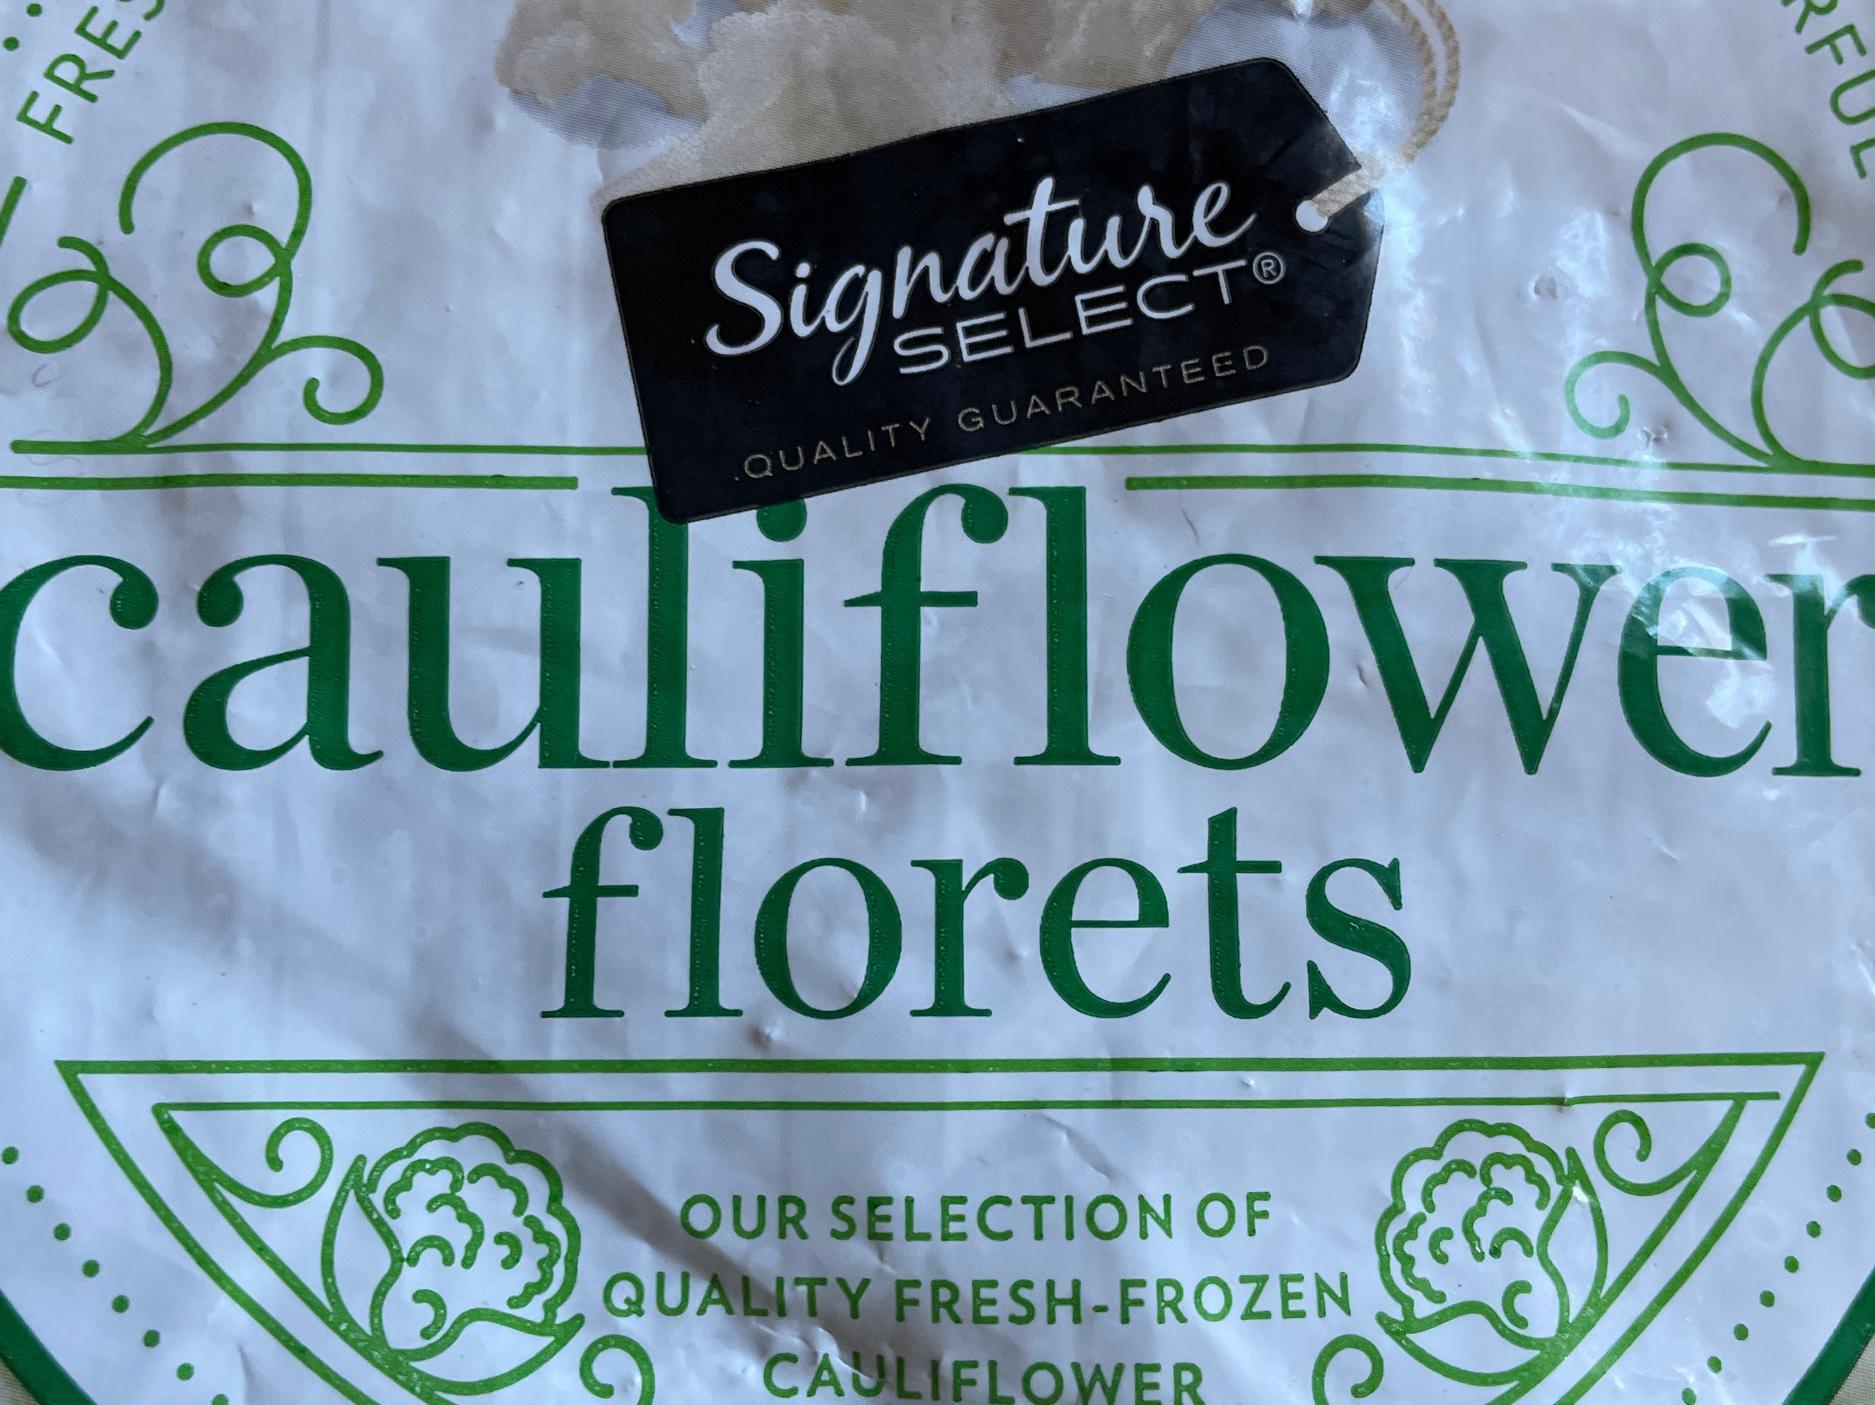 Signature
SELECT®
QUALITY GUARANTEED
cauliflower
florets
OUR SELECTION OF
QUALITY FRESH-FROZEN
CAULIFLOWER